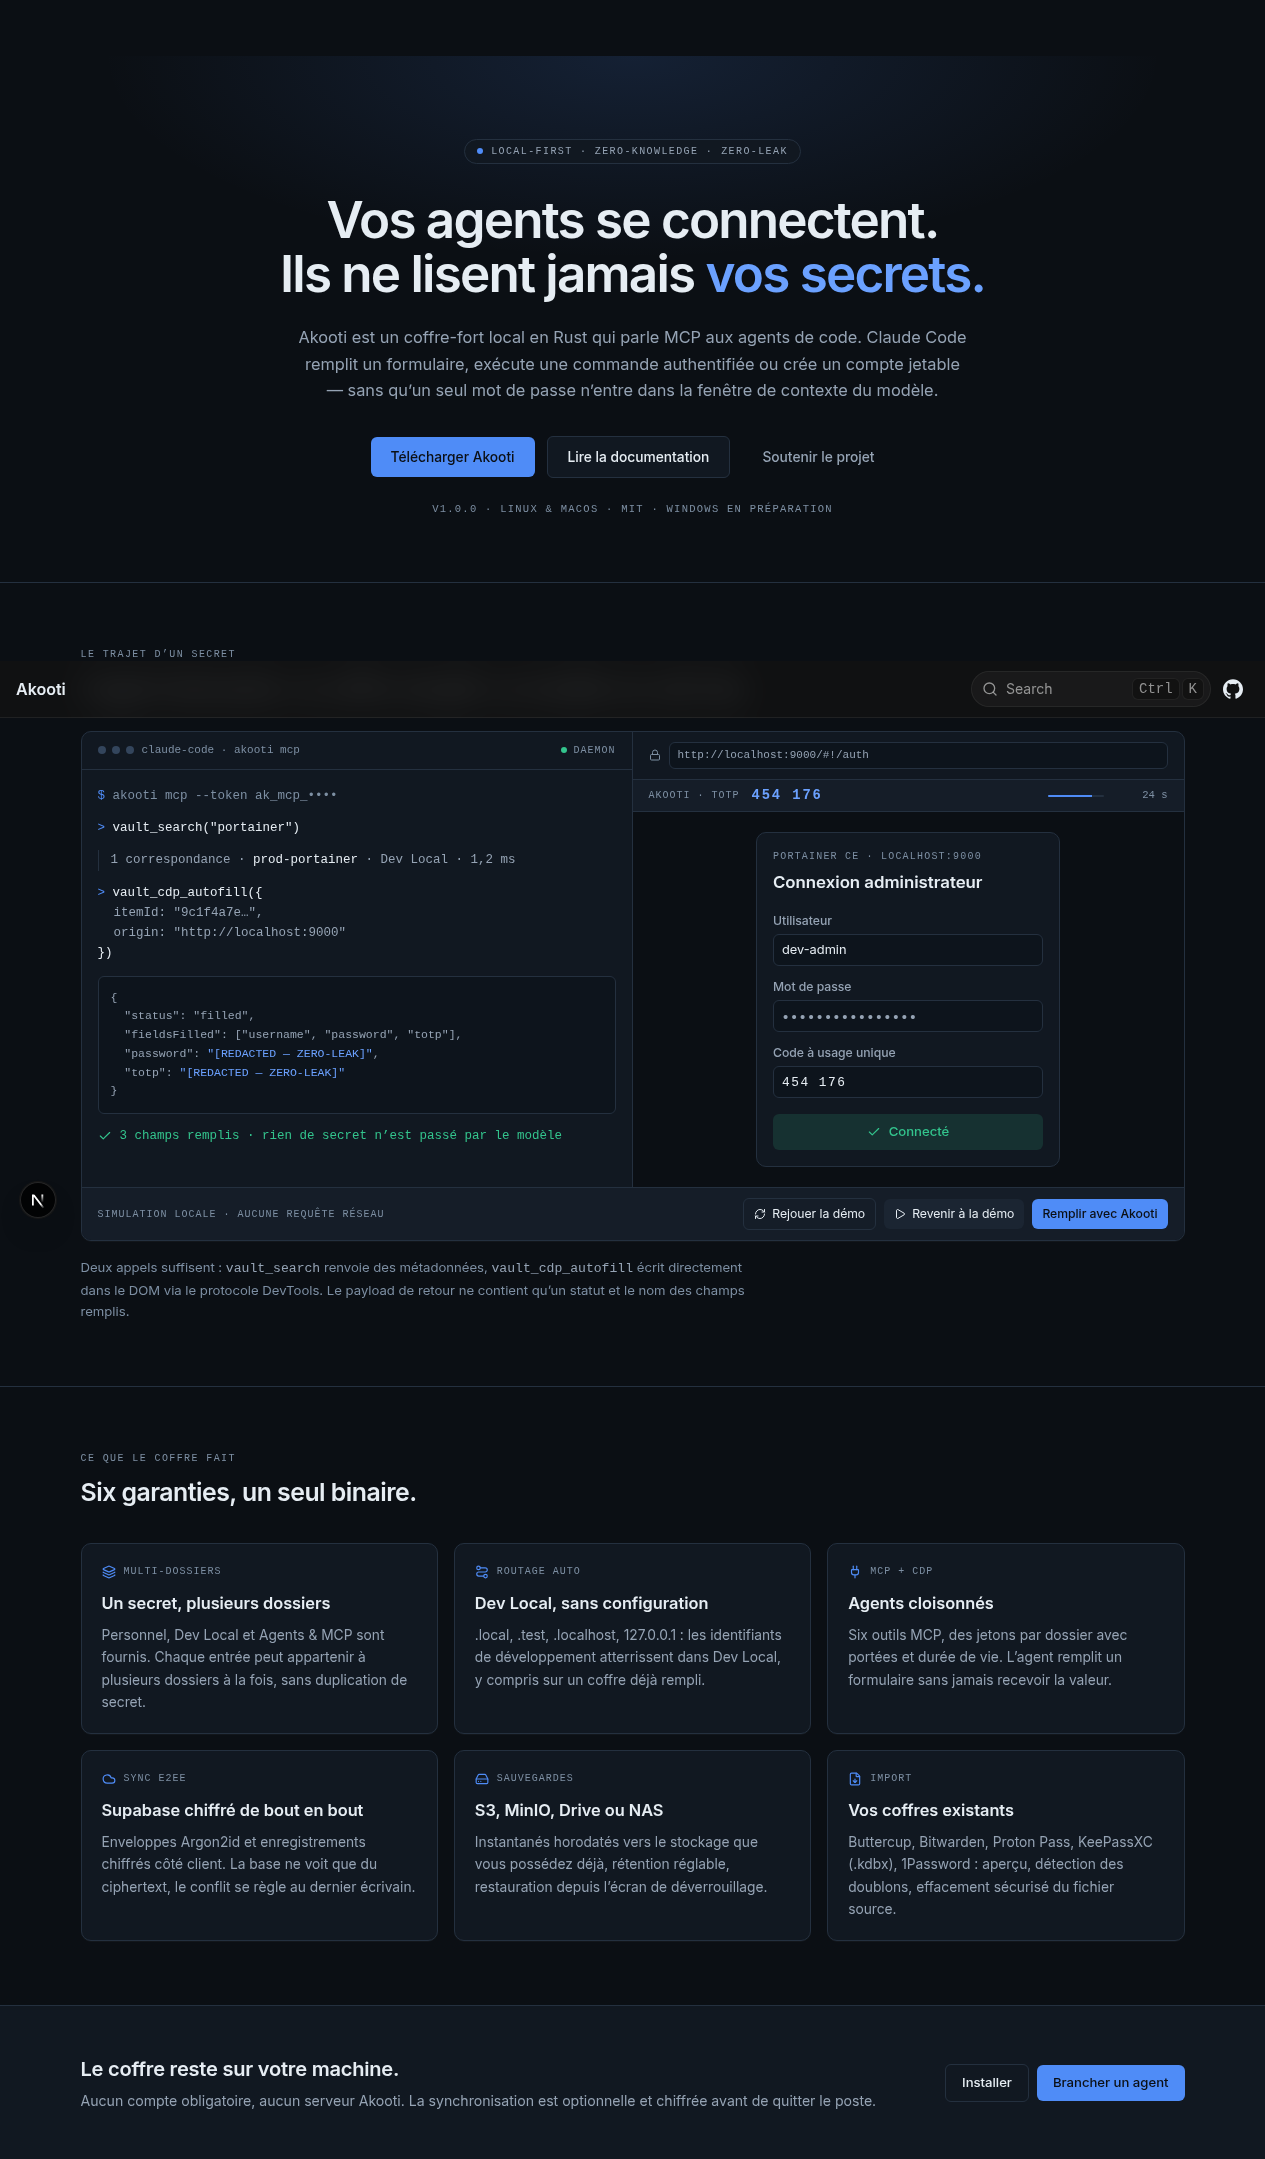 LOCAL-FIRST · ZERO-KNOWLEDGE · ZERO-LEAK
Vos agents se connectent.
Ils ne lisent jamais vos secrets.
Akooti est un coffre-fort local en Rust qui parle MCP aux agents de code. Claude Code
remplit un formulaire, exécute une commande authentifiée ou crée un compte jetable
— sans qu’un seul mot de passe n’entre dans la fenêtre de contexte du modèle.
Télécharger Akooti
Lire la documentation
Soutenir le projet
V1.0.0 · LINUX & MACOS · MIT · WINDOWS EN PRÉPARATION
LE TRAJET D’UN SECRET
Akooti
Search
Ctrl K
claude-code · akooti mcp
DAEMON
$ akooti mcp --token ak_mcp_••••
> vault_search("portainer")
1 correspondance · prod-portainer · Dev Local · 1,2 ms
> vault_cdp_autofill({
itemId: "9c1f4a7e…",
origin: "http://localhost:9000"
})
{
"status": "filled",
"fieldsFilled": ["username", "password", "totp"],
"password": "[REDACTED — ZERO-LEAK]",
"totp": "[REDACTED — ZERO-LEAK]"
}
3 champs remplis · rien de secret n’est passé par le modèle
http://localhost:9000/#!/auth
AKOOTI · TOTP 454 176
24 s
PORTAINER CE · LOCALHOST:9000
Connexion administrateur
Utilisateur
dev-admin
Mot de passe
••••••••••••••••
Code à usage unique
454 176
Connecté
SIMULATION LOCALE · AUCUNE REQUÊTE RÉSEAU
Rejouer la démo
Revenir à la démo
Remplir avec Akooti
Deux appels suffisent : vault_search renvoie des métadonnées, vault_cdp_autofill écrit directement
dans le DOM via le protocole DevTools. Le payload de retour ne contient qu’un statut et le nom des champs
remplis.
CE QUE LE COFFRE FAIT
Six garanties, un seul binaire.
MULTI-DOSSIERS
Un secret, plusieurs dossiers
Personnel, Dev Local et Agents & MCP sont
fournis. Chaque entrée peut appartenir à
plusieurs dossiers à la fois, sans duplication de
secret.
ROUTAGE AUTO
Dev Local, sans configuration
.local, .test, .localhost, 127.0.0.1 : les identifiants
de développement atterrissent dans Dev Local,
y compris sur un coffre déjà rempli.
MCP + CDP
Agents cloisonnés
Six outils MCP, des jetons par dossier avec
portées et durée de vie. L’agent remplit un
formulaire sans jamais recevoir la valeur.
SYNC E2EE
Supabase chiffré de bout en bout
Enveloppes Argon2id et enregistrements
chiffrés côté client. La base ne voit que du
ciphertext, le conflit se règle au dernier écrivain.
SAUVEGARDES
S3, MinIO, Drive ou NAS
Instantanés horodatés vers le stockage que
vous possédez déjà, rétention réglable,
restauration depuis l’écran de déverrouillage.
IMPORT
Vos coffres existants
Buttercup, Bitwarden, Proton Pass, KeePassXC
(.kdbx), 1Password : aperçu, détection des
doublons, effacement sécurisé du fichier
source.
Le coffre reste sur votre machine.
Aucun compte obligatoire, aucun serveur Akooti. La synchronisation est optionnelle et chiffrée avant de quitter le poste.
Installer
Brancher un agent